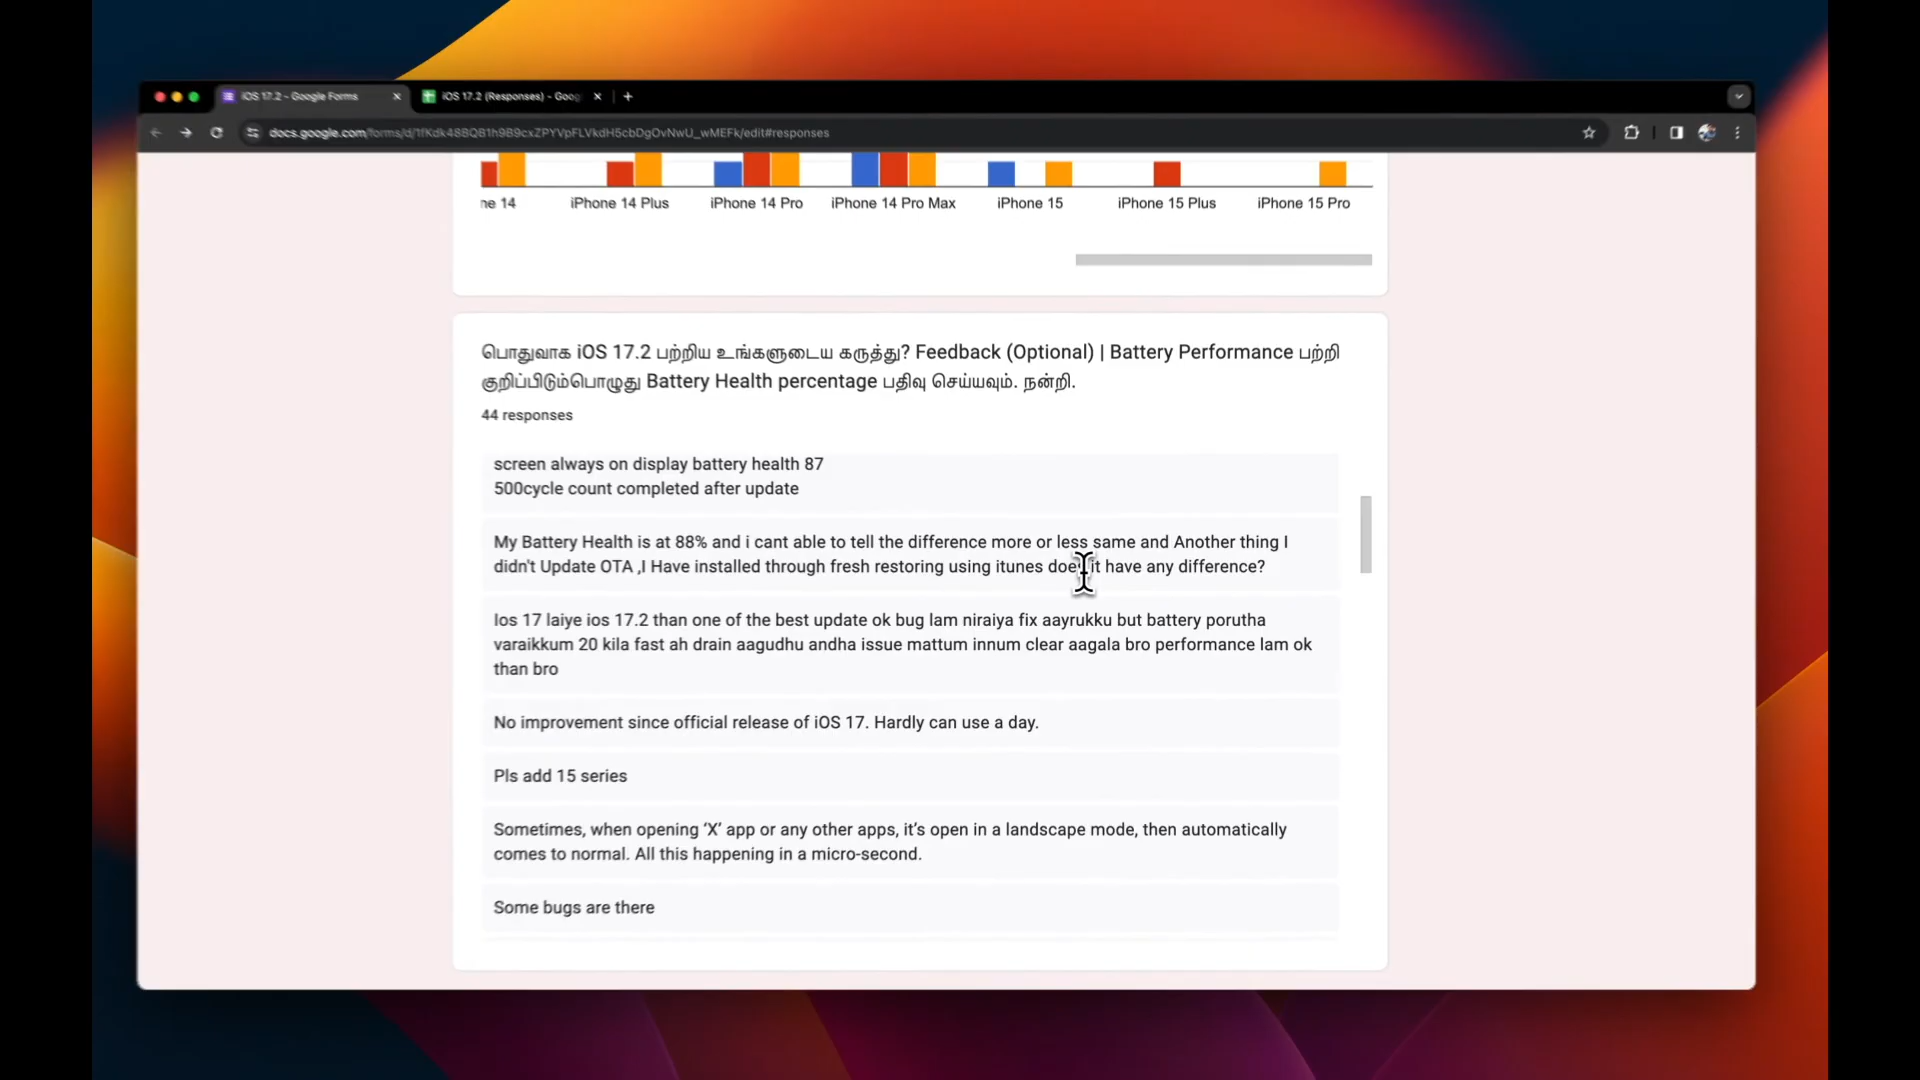 iOS 17.2 - Google Forms
iOS 17.2 (Responses) - Goog
docs.google.com/forms/d/1fKdk48BQB1h9B9cxZPYVpFLVkdH5cbDgOvNwU_wMEFk/edit#responses
ne 14
iPhone 14 Plus
iPhone 14 Pro
iPhone 14 Pro Max
iPhone 15
iPhone 15 Plus
iPhone 15 Pro
பொதுவாக iOS 17.2 பற்றிய உங்களுடைய கருத்து? Feedback (Optional) | Battery Performance பற்றி
குறிப்பிடும்பொழுது Battery Health percentage பதிவு செய்யவும். நன்றி.
44 responses
screen always on display battery health 87
500cycle count completed after update
My Battery Health is at 88% and i cant able to tell the difference more or less same and Another thing I
didn't Update OTA ,I Have installed through fresh restoring using itunes does it have any difference?
Ios 17 laiye ios 17.2 than one of the best update ok bug lam niraiya fix aayrukku but battery porutha
varaikkum 20 kila fast ah drain aagudhu andha issue mattum innum clear aagala bro performance lam ok
than bro
No improvement since official release of iOS 17. Hardly can use a day.
Pls add 15 series
Sometimes, when opening ‘X’ app or any other apps, it’s open in a landscape mode, then automatically
comes to normal. All this happening in a micro-second.
Some bugs are there